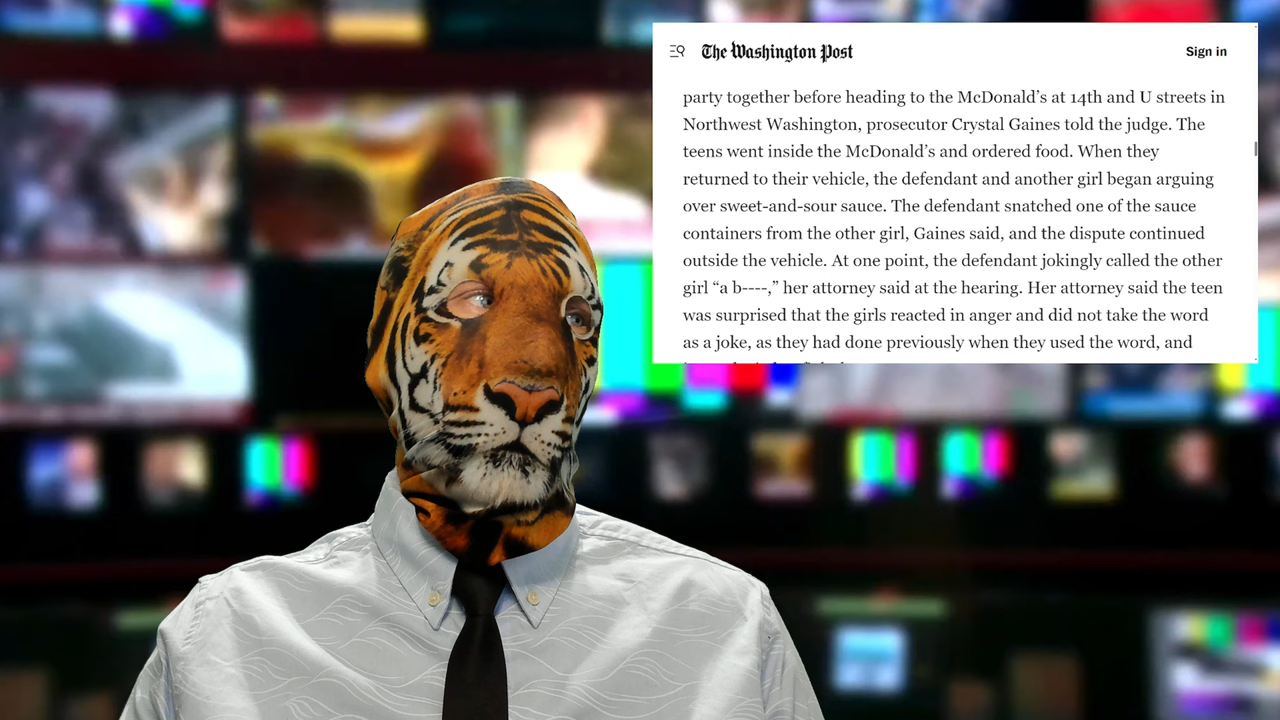 The Washington Post
Sign in
party together before heading to the McDonald's at 14th and U streets in
Northwest Washington, prosecutor Crystal Gaines told the judge. The
teens went inside the McDonald's and ordered food. When they
returned to their vehicle, the defendant and another girl began arguing
over sweet-and-sour sauce. The defendant snatched one of the sauce
containers from the other girl, Gaines said, and the dispute continued
outside the vehicle. At one point, the defendant jokingly called the other
girl “a b----,” her attorney said at the hearing. Her attorney said the teen
was surprised that the girls reacted in anger and did not take the word
as a joke, as they had done previously when they used the word, and